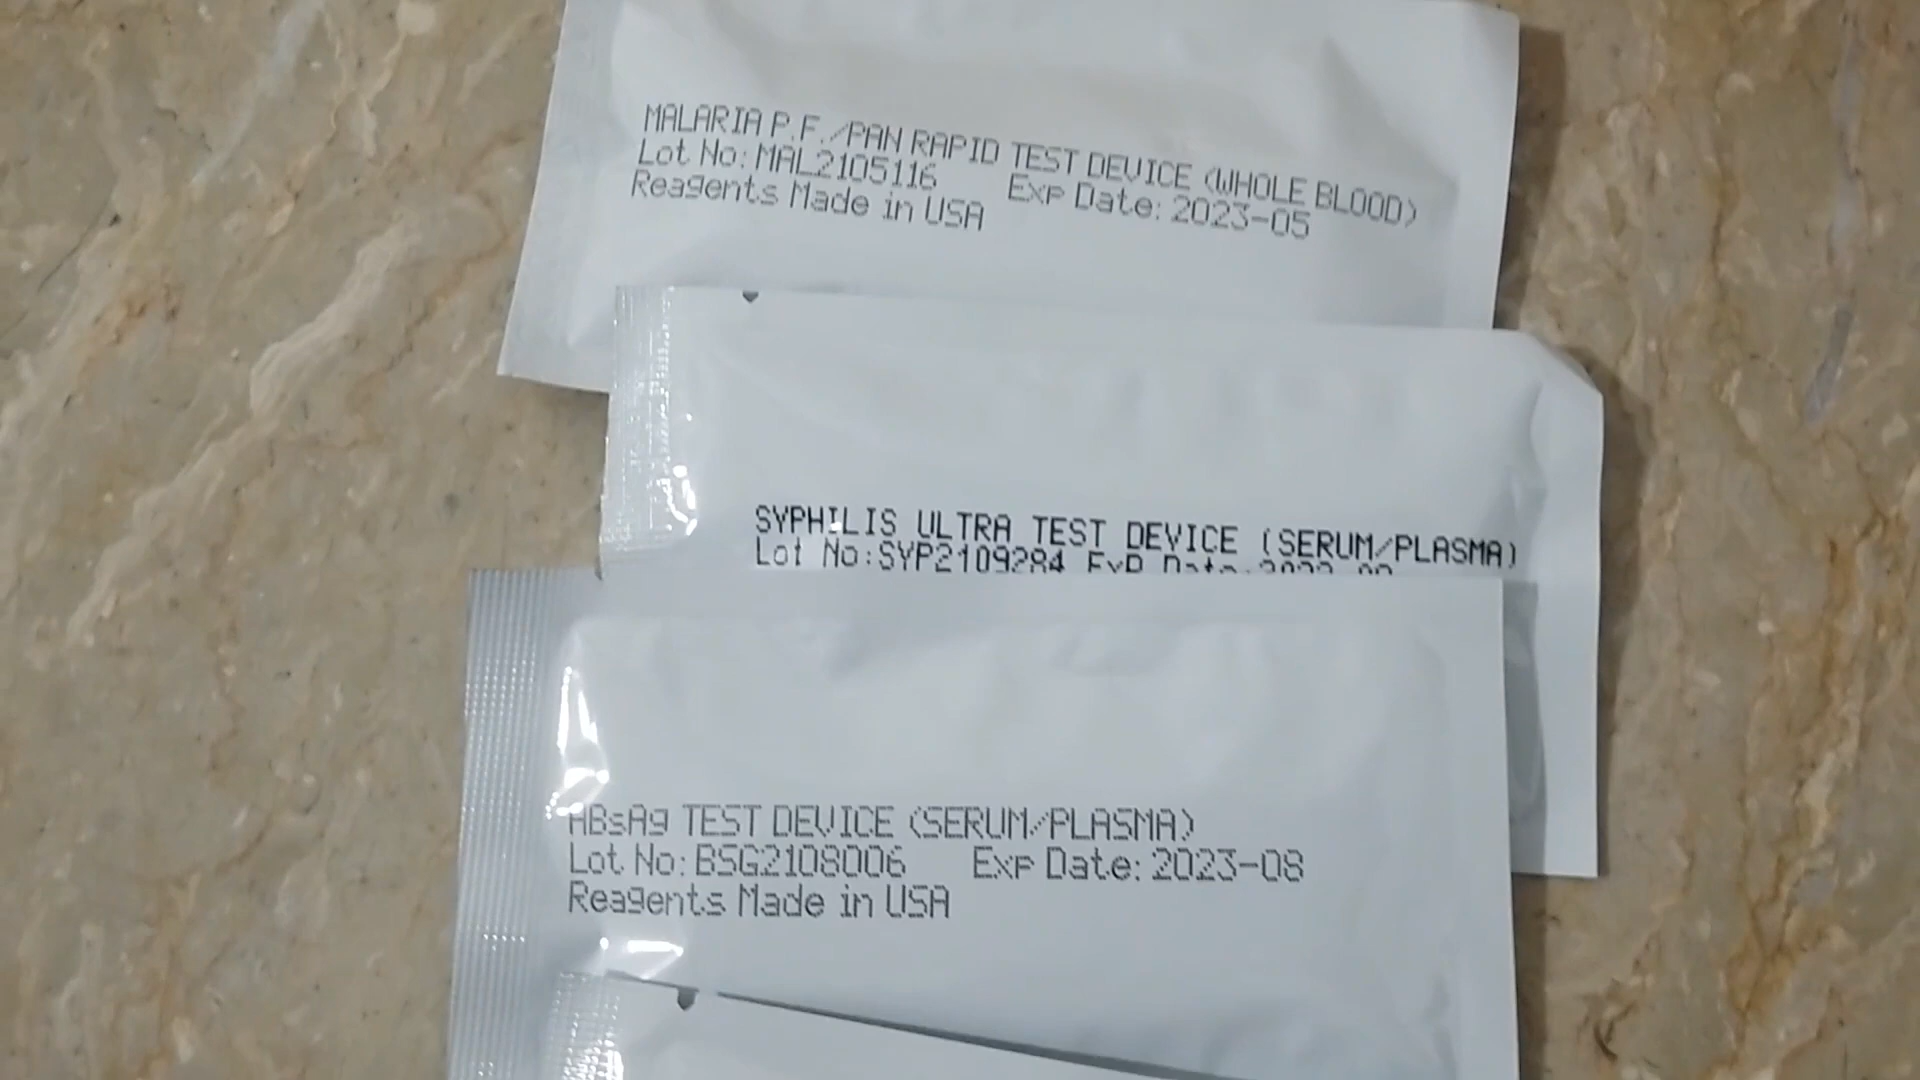 MALARIA P.F./PAN RAPID TEST DEVICE (WHOLE BLOOD)
Lot No: MAL2105116 Exp Date: 2023-05
Reagents Made in USA
SYPHILIS ULTRA TEST DEVICE (SERUM/PLASMA)
Lot No:SYP2109284 Exp Date:
HBsAg TEST DEVICE (SERUM/PLASMA)
Lot No: BSG2108006 Exp Date: 2023-08
Reagents Made in USA